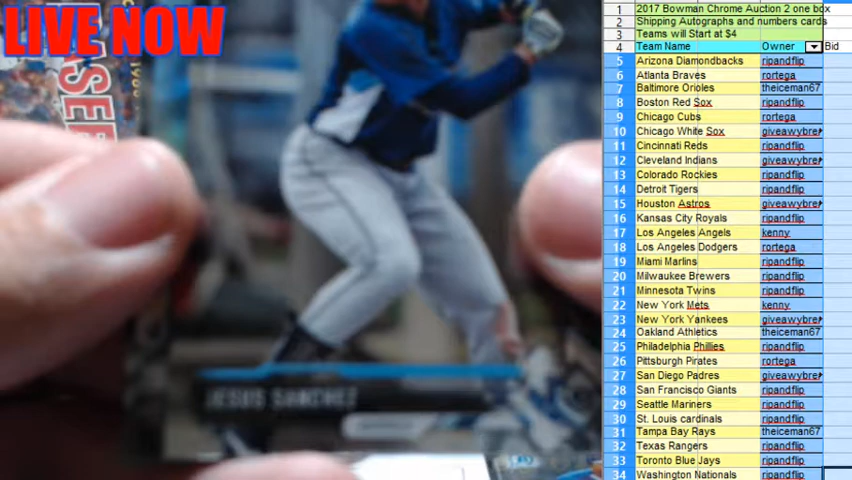 LIVE NOW
JESUS SANCHEZ
1 2017 Bowman Chrome Auction 2 one box
2 Shipping Autographs and numbers cards
3 Teams will Start at $4
4 Team Name Owner Bid
5 Arizona Diamondbacks ripandflip
6 Atlanta Braves rortega
7 Baltimore Orioles theiceman67
8 Boston Red Sox ripandflip
9 Chicago Cubs rortega
10 Chicago White Sox giveawybre
11 Cincinnati Reds ripandflip
12 Cleveland Indians giveawybre
13 Colorado Rockies ripandflip
14 Detroit Tigers ripandflip
15 Houston Astros giveawybre
16 Kansas City Royals ripandflip
17 Los Angeles Angels kenny
18 Los Angeles Dodgers rortega
19 Miami Marlins ripandflip
20 Milwaukee Brewers ripandflip
21 Minnesota Twins ripandflip
22 New York Mets kenny
23 New York Yankees giveawybre
24 Oakland Athletics theiceman67
25 Philadelphia Phillies ripandflip
26 Pittsburgh Pirates rortega
27 San Diego Padres giveawybre
28 San Francisco Giants ripandflip
29 Seattle Mariners ripandflip
30 St. Louis cardinals ripandflip
31 Tampa Bay Rays theiceman67
32 Texas Rangers ripandflip
33 Toronto Blue Jays ripandflip
34 Washington Nationals ripandflip